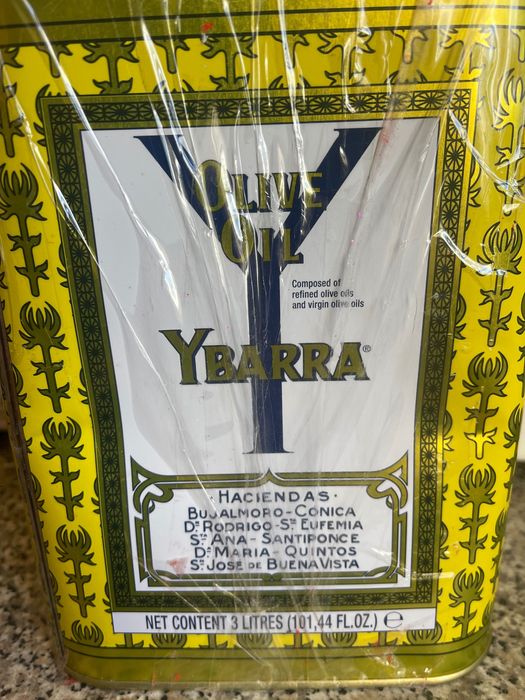 Y
OLIVE
OIL
Composed of
refined olive oils
and virgin olive oils
YBARRA®
· HACIENDAS ·
BUJALMORO - CONICA
Dⁿ RODRIGO - Sᵗᵃ EUFEMIA
Sᵗᵃ ANA - SANTIPONCE
Dᵃ MARIA - QUINTOS
Sⁿ JOSE DE BUENAVISTA
NET CONTENT 3 LITRES (101,44 FL.OZ.) ℮